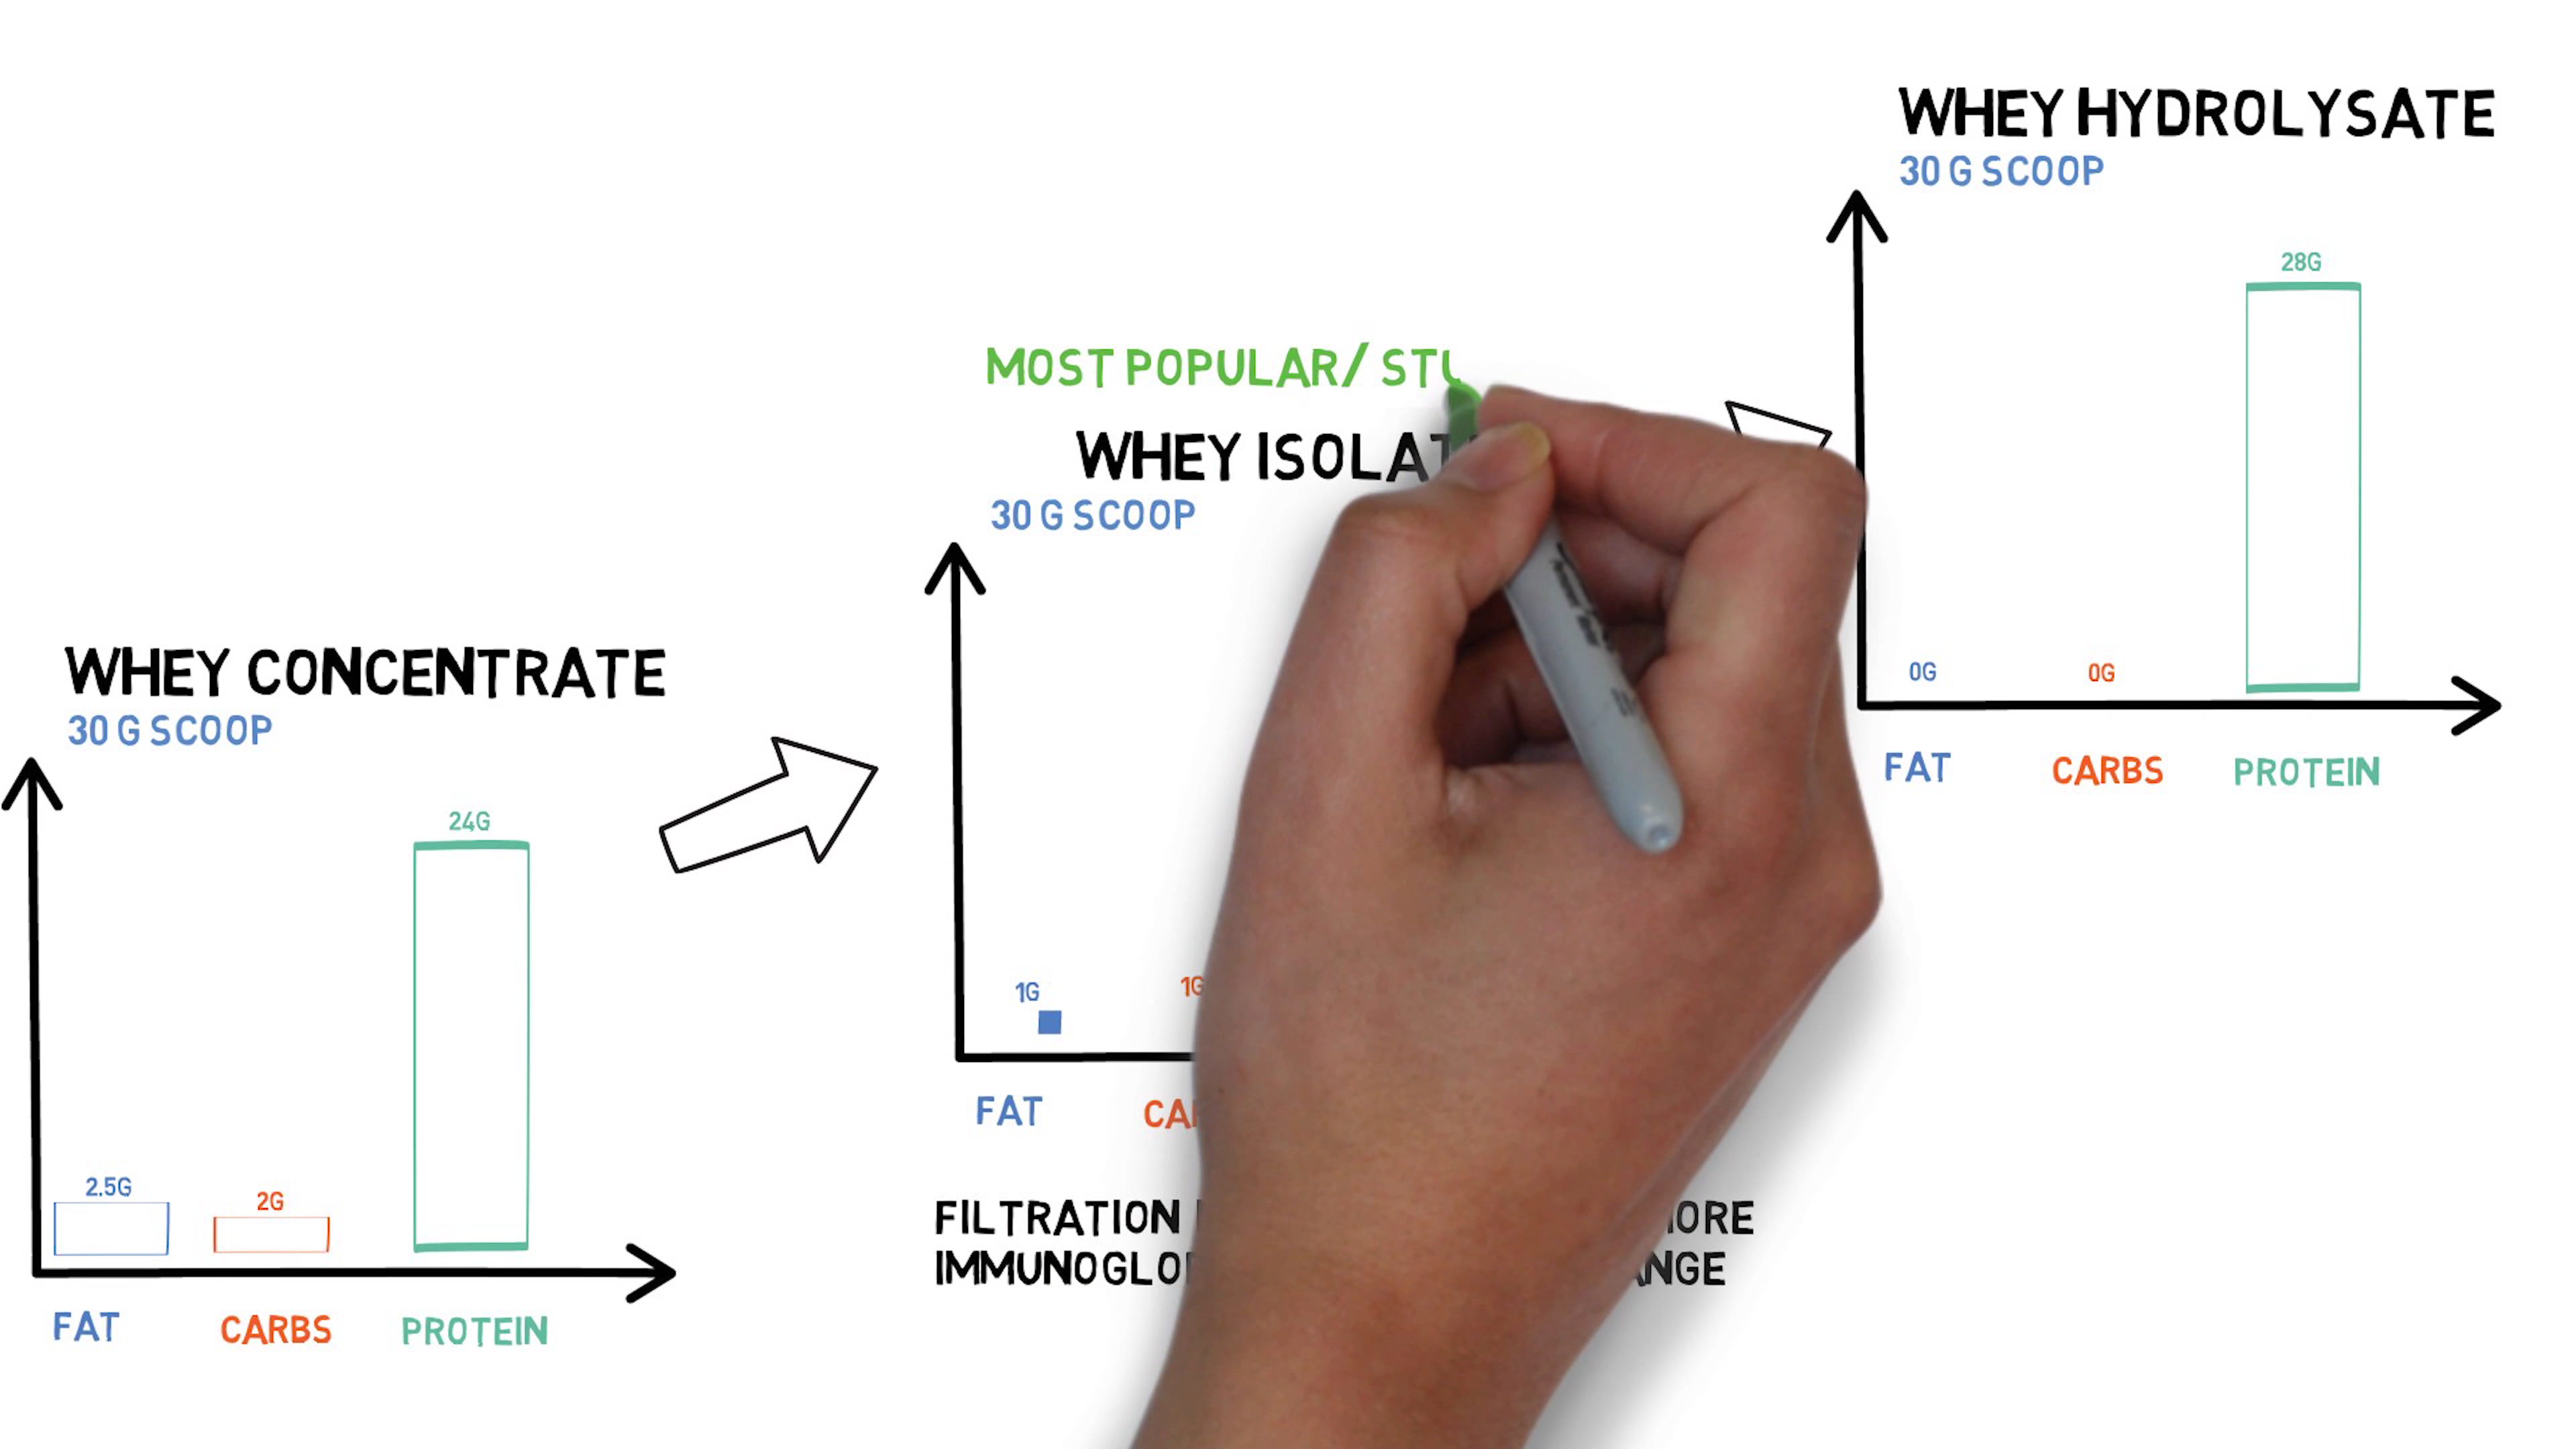 WHEY CONCENTRATE
30 G SCOOP
24G
2.5G
2G
FAT CARBS PROTEIN
MOST POPULAR/
WHEY
30 G SCOOP
1G
1G
FAT
FILTRATION
WHEY HYDROLYSATE
30 G SCOOP
28G
0G
0G
FAT CARBS PROTEIN